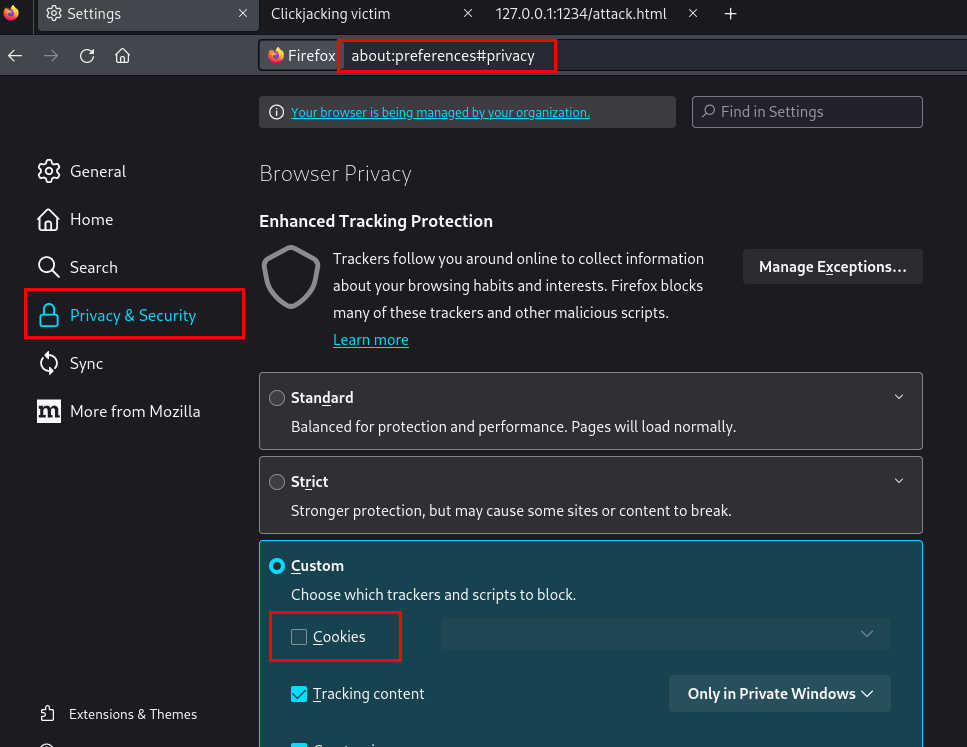 Settings
Clickjacking victim
127.0.0.1:1234/attack.html
Firefox
about:preferences#privacy
Your browser is being managed by your organization.
Find in Settings
General
Home
Search
Privacy & Security
Sync
m
More from Mozilla
Extensions & Themes
Browser Privacy
Enhanced Tracking Protection
Trackers follow you around online to collect information
about your browsing habits and interests. Firefox blocks
many of these trackers and other malicious scripts.
Learn more
Manage Exceptions...
Standard
Balanced for protection and performance. Pages will load normally.
Strict
Stronger protection, but may cause some sites or content to break.
Custom
Choose which trackers and scripts to block.
Cookies
Tracking content
Only in Private Windows